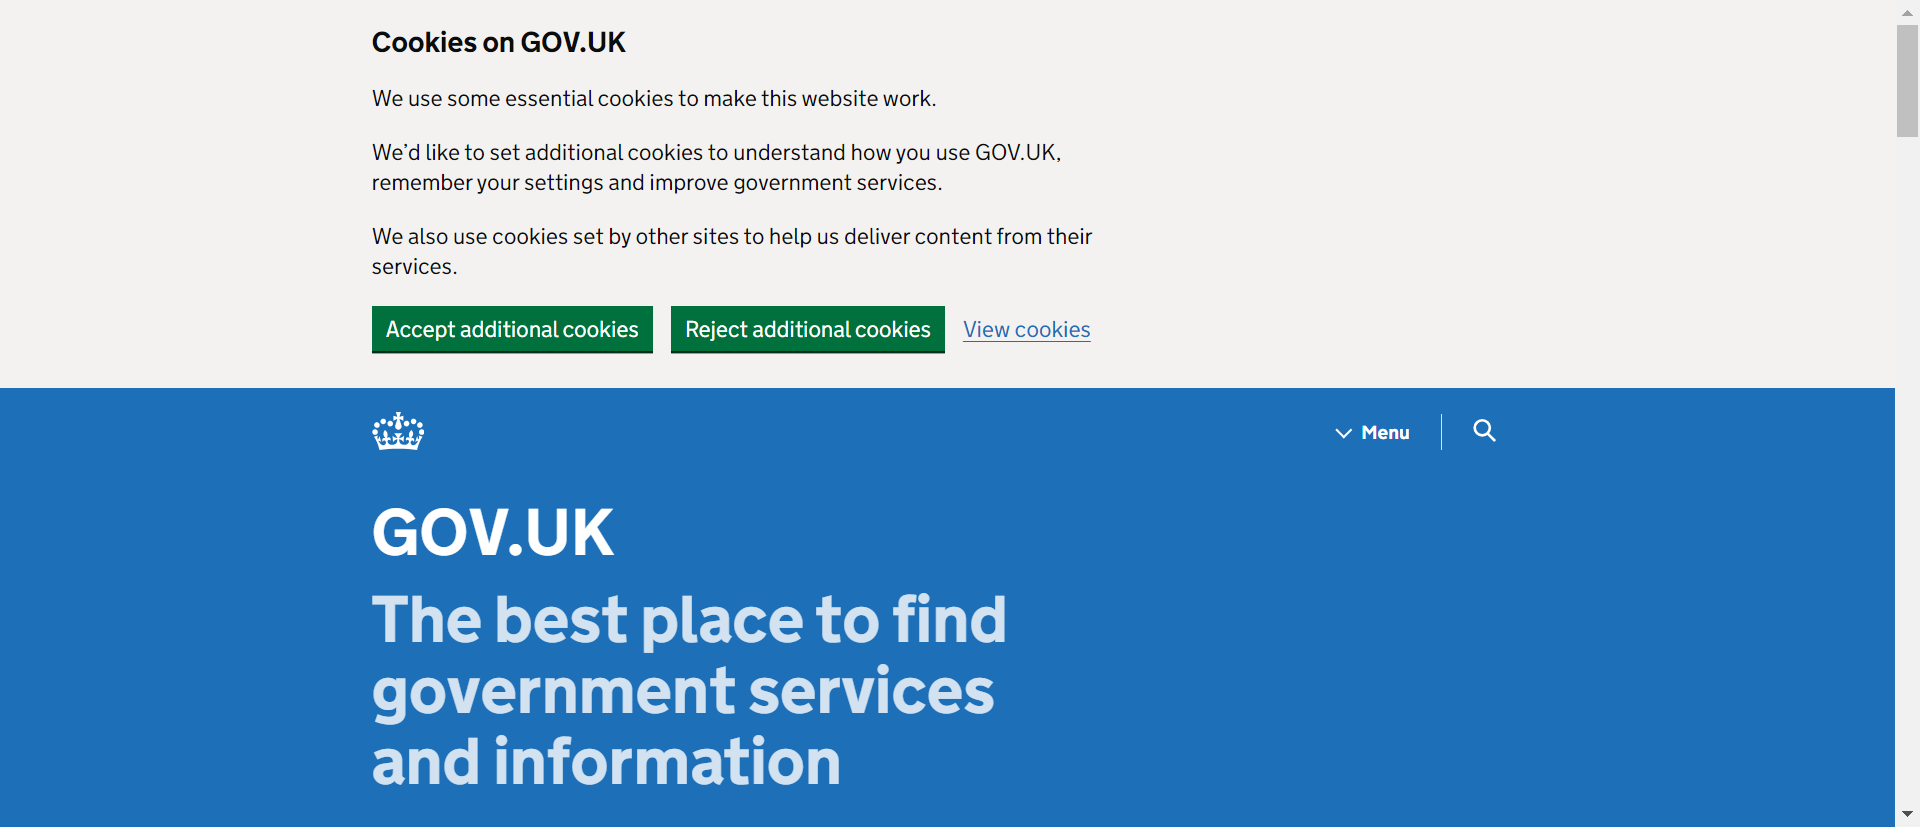 Cookies on GOV.UK
We use some essential cookies to make this website work.
We’d like to set additional cookies to understand how you use GOV.UK,
remember your settings and improve government services.
We also use cookies set by other sites to help us deliver content from their
services.
Accept additional cookies Reject additional cookies View cookies
Menu
GOV.UK
The best place to find
government services
and information